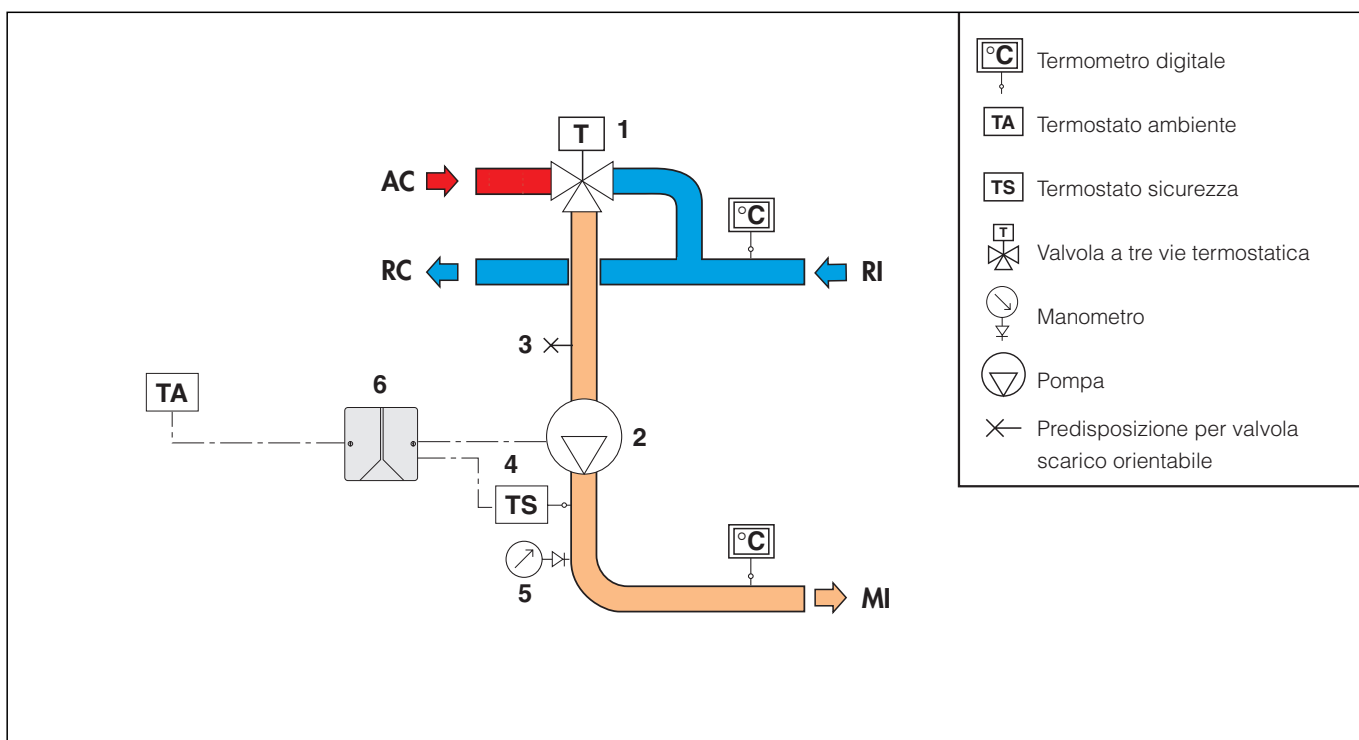 T 1
AC
°C
RC
RI
3
TA
6
2
4
TS
°C
5
MI
°C Termometro digitale
TA Termostato ambiente
TS Termostato sicurezza
T Valvola a tre vie termostatica
Manometro
Pompa
Predisposizione per valvola
scarico orientabile